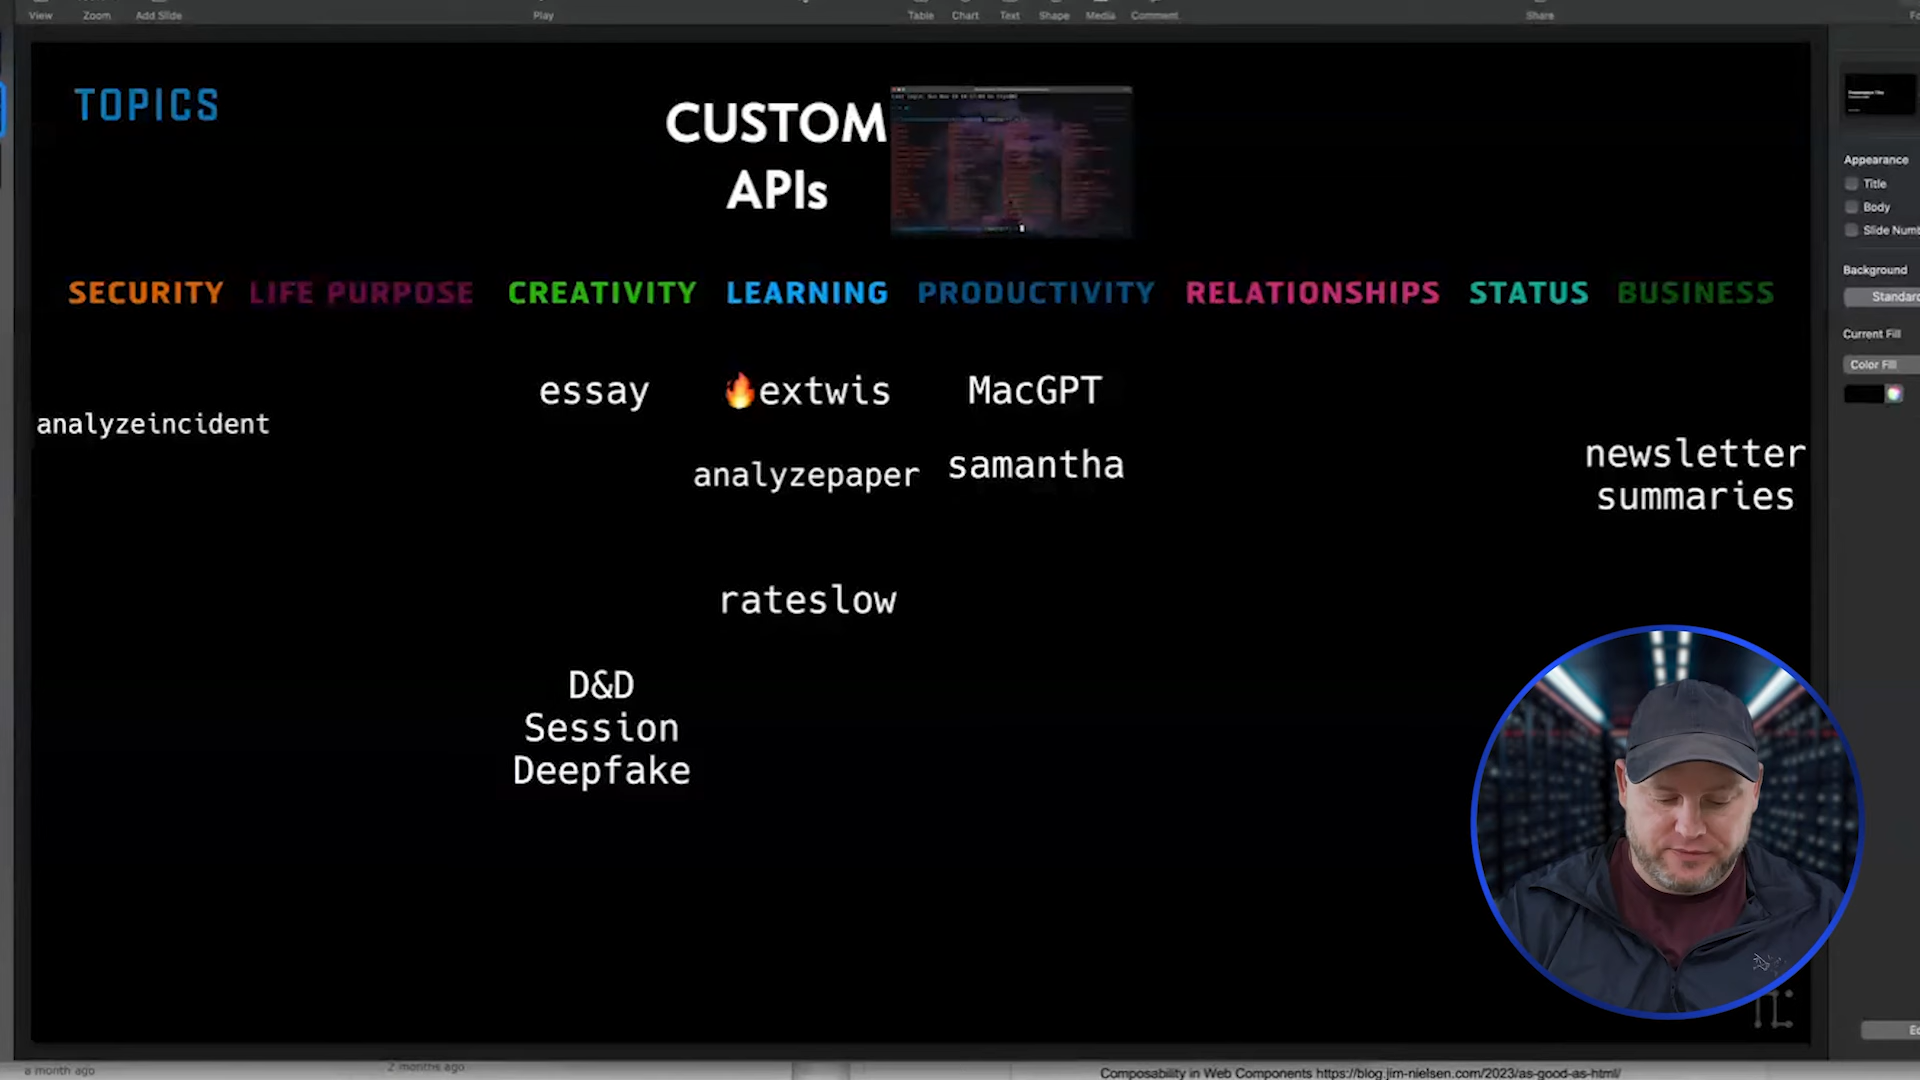 View
Zoom
Add Slide
Play
Table
Chart
Text
Shape
Media
Comment
Share
TOPICS
CUSTOM
APIs
SECURITY
LIFE PURPOSE
CREATIVITY
LEARNING
PRODUCTIVITY
RELATIONSHIPS
STATUS
BUSINESS
analyzeincident
essay
D&D
Session
Deepfake
🔥extwis
analyzepaper
rateslow
MacGPT
samantha
newsletter
summaries
Appearance
Title
Body
Slide Numb
Background
Standard
Current Fill
Color Fill
a month ago
2 months ago
Composability in Web Components https://blog.jim-nielsen.com/2023/as-good-as-html/